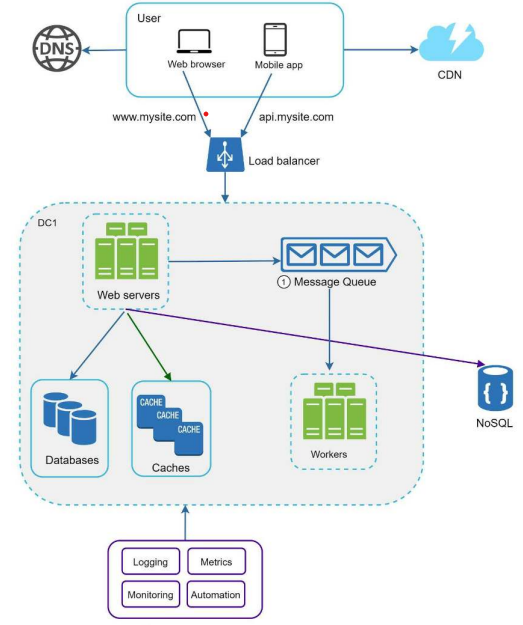 User
DNS
Web browser
Mobile app
CDN
www.mysite.com
api.mysite.com
Load balancer
DC1
Web servers
1 Message Queue
NoSQL
Databases
CACHE
CACHE
CACHE
Caches
Workers
Logging
Metrics
Monitoring
Automation